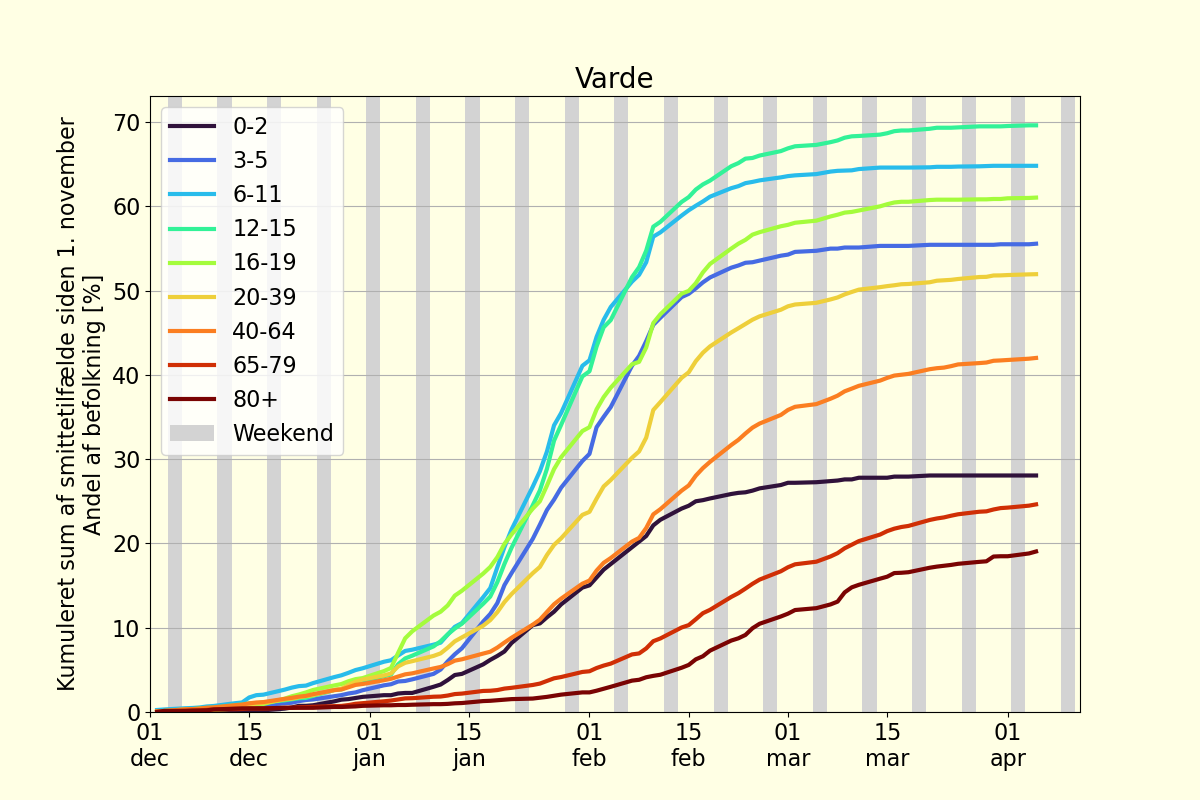 Varde
Kumuleret sum af smittetilfælde siden 1. november
Andel af befolkning [%]
70
60
50
40
30
20
10
0
0-2
3-5
6-11
12-15
16-19
20-39
40-64
65-79
80+
Weekend
01 15 01 15 01 15 01 15 01
dec dec jan jan feb feb mar mar apr